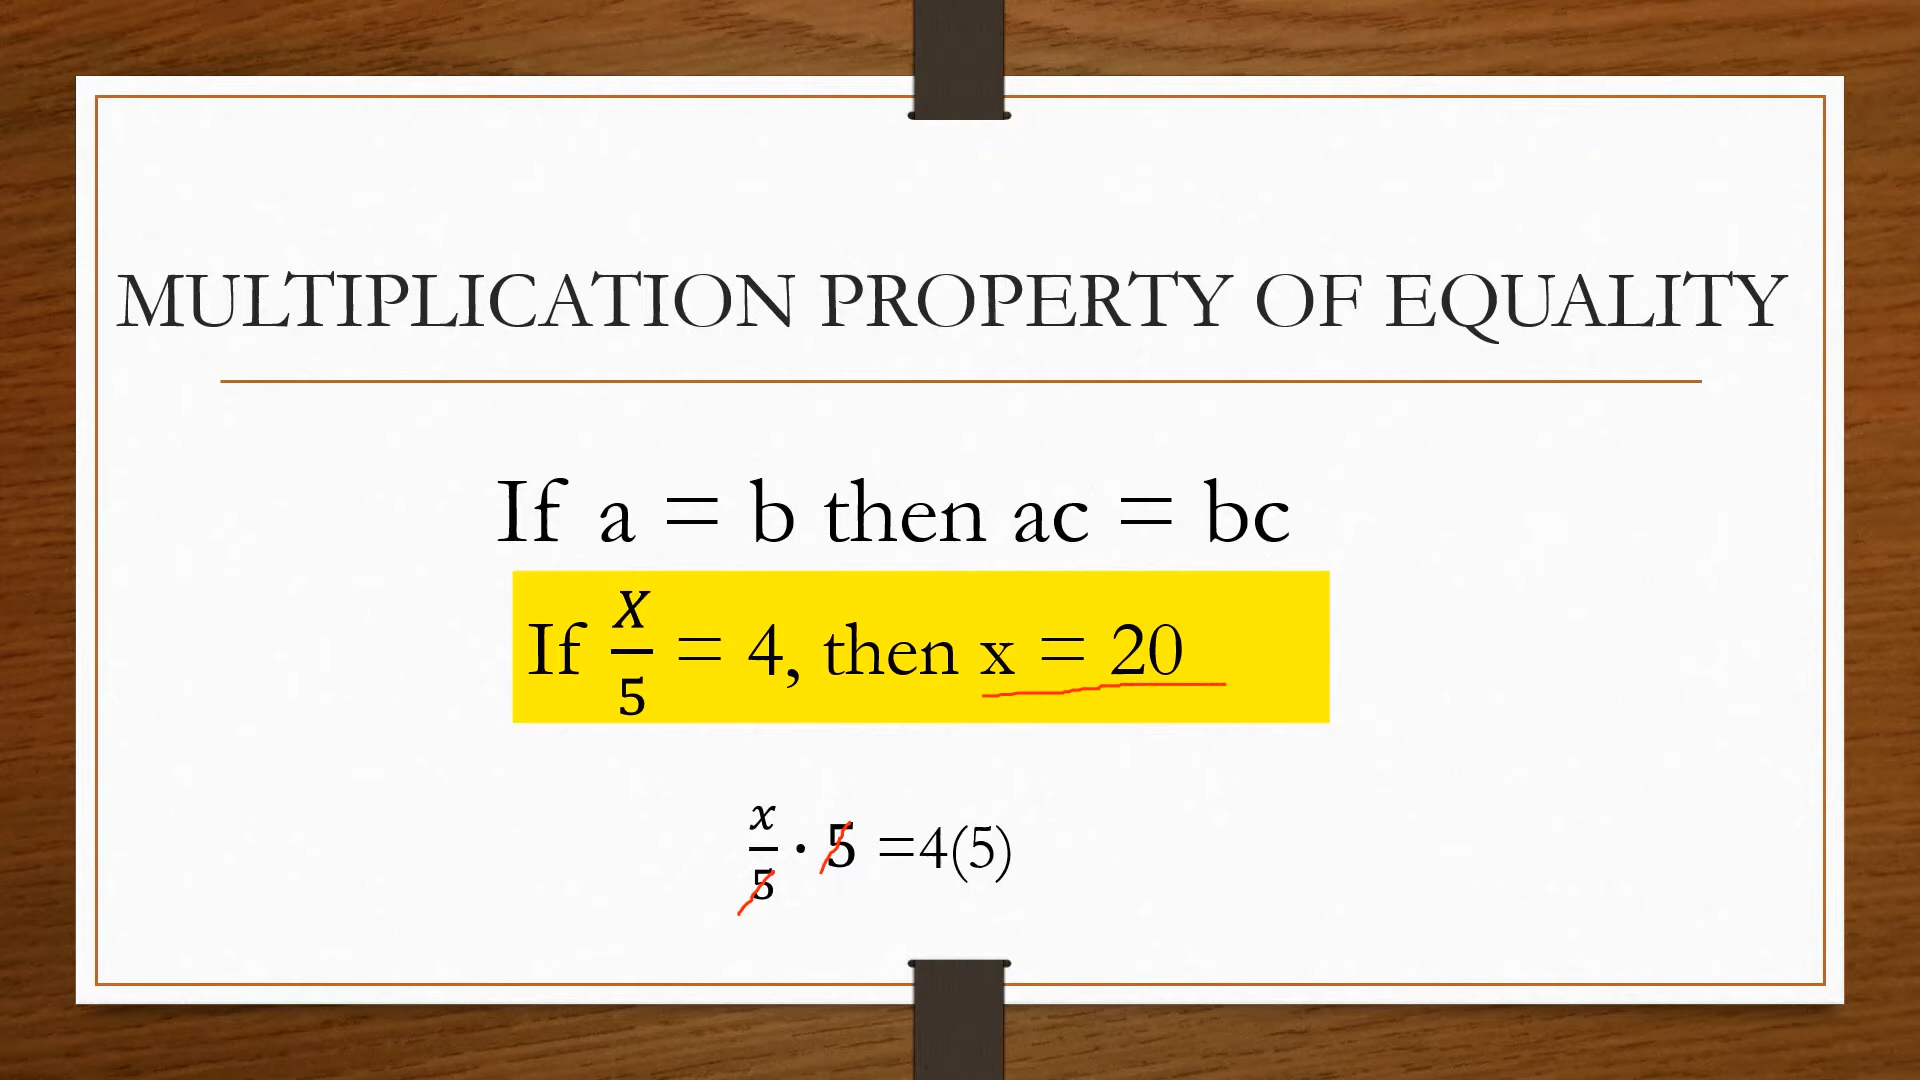 MULTIPLICATION PROPERTY OF EQUALITY
If a = b then ac = bc
If x/5 = 4, then x = 20
x/5 · 5 =4(5)